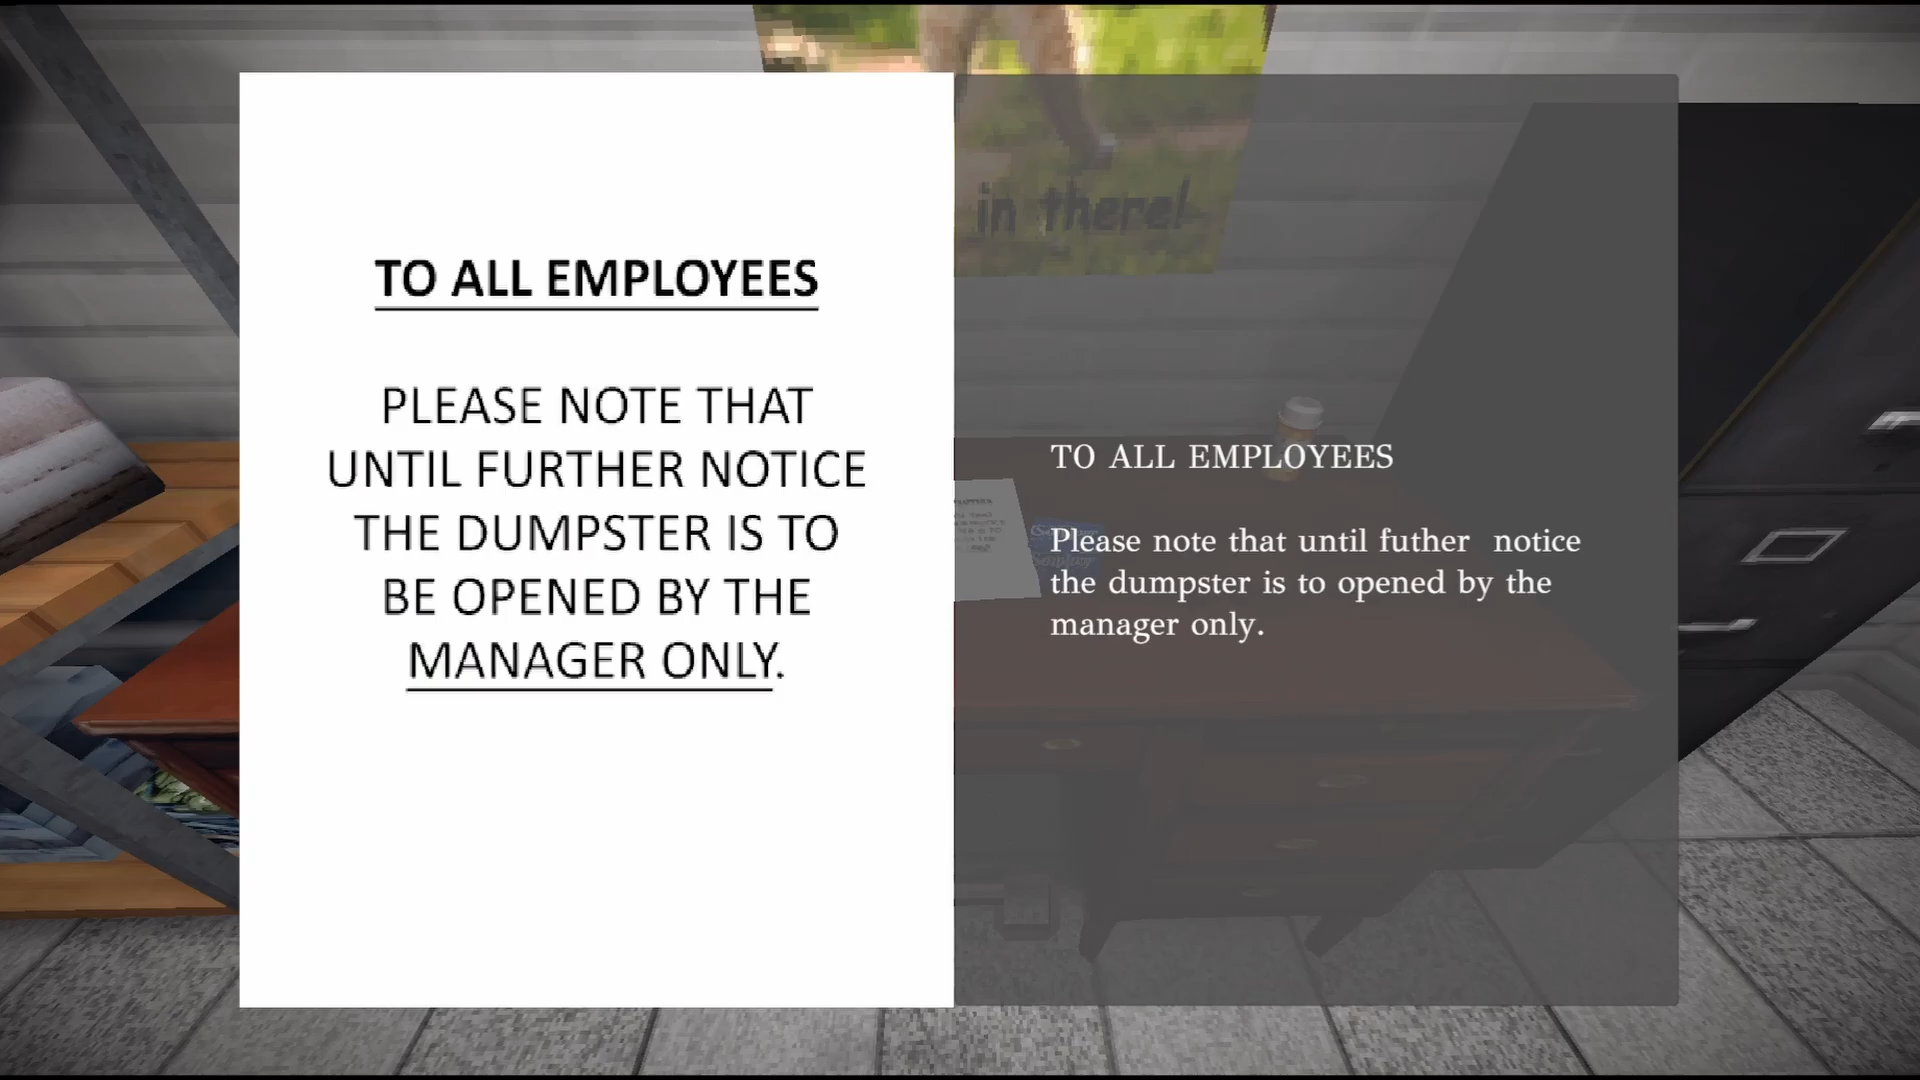 in there!
TO ALL EMPLOYEES
PLEASE NOTE THAT
UNTIL FURTHER NOTICE
THE DUMPSTER IS TO
BE OPENED BY THE
MANAGER ONLY.
TO ALL EMPLOYEES
Please note that until futher  notice
the dumpster is to opened by the
manager only.